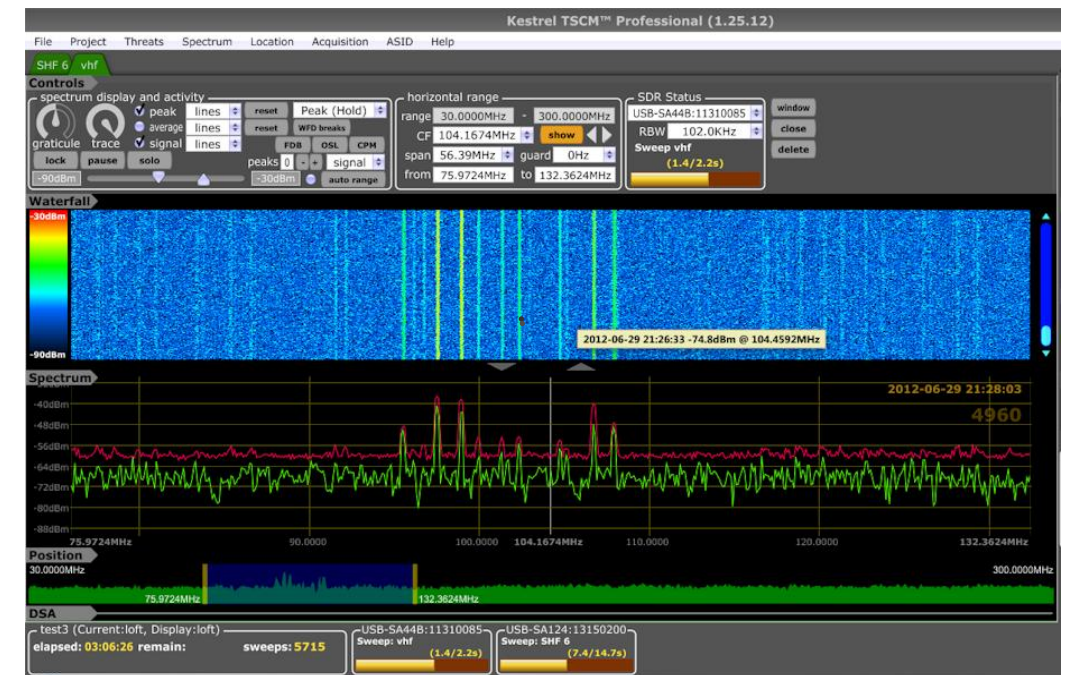 Kestrel TSCM™ Professional (1.25.12)
File Project Threats Spectrum Location Acquisition ASID Help
SHF 6 vhf
Controls
spectrum display and activity
peak lines reset Peak (Hold)
average lines reset WFD breaks
graticule trace signal lines FDB OSL CPM
lock pause solo peaks 0 - + signal
-90dBm -30dBm auto range
horizontal range
range 30.0000MHz - 300.0000MHz
CF 104.1674MHz show
span 56.39MHz guard 0Hz
from 75.9724MHz to 132.3624MHz
SDR Status
USB-SA44B:11310085
RBW 102.0KHz
Sweep vhf
(1.4/2.2s)
window
close
delete
Waterfall
-30dBm
2012-06-29 21:26:33 -74.8dBm @ 104.4592MHz
-90dBm
Spectrum
2012-06-29 21:28:03
4960
-40dBm
-48dBm
-56dBm
-64dBm
-72dBm
-80dBm
-88dBm
75.9724MHz 90.0000 100.0000 104.1674MHz 110.0000 120.0000 132.3624MHz
Position
30.0000MHz 300.0000MHz
75.9724MHz 132.3624MHz
DSA
test3 (Current:loft, Display:loft)
elapsed: 03:06:26 remain: sweeps: 5715
USB-SA44B:11310085
Sweep: vhf
(1.4/2.2s)
USB-SA124:13150200
Sweep: SHF 6
(7.4/14.7s)